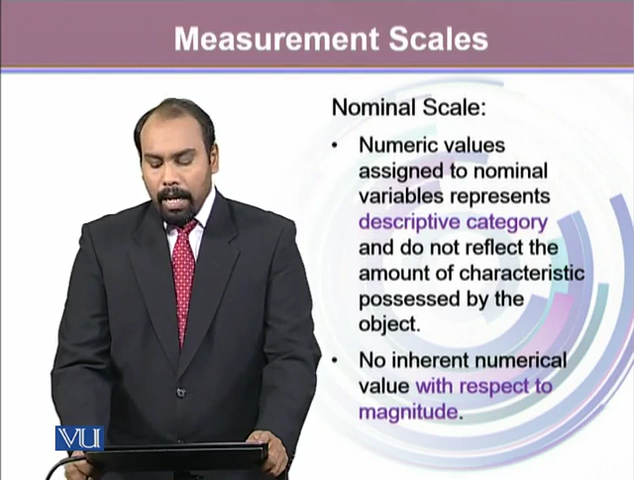 Measurement Scales
Nominal Scale:
• Numeric values
assigned to nominal
variables represents
descriptive category
and do not reflect the
amount of characteristic
possessed by the
object.
• No inherent numerical
value with respect to
magnitude.
VU